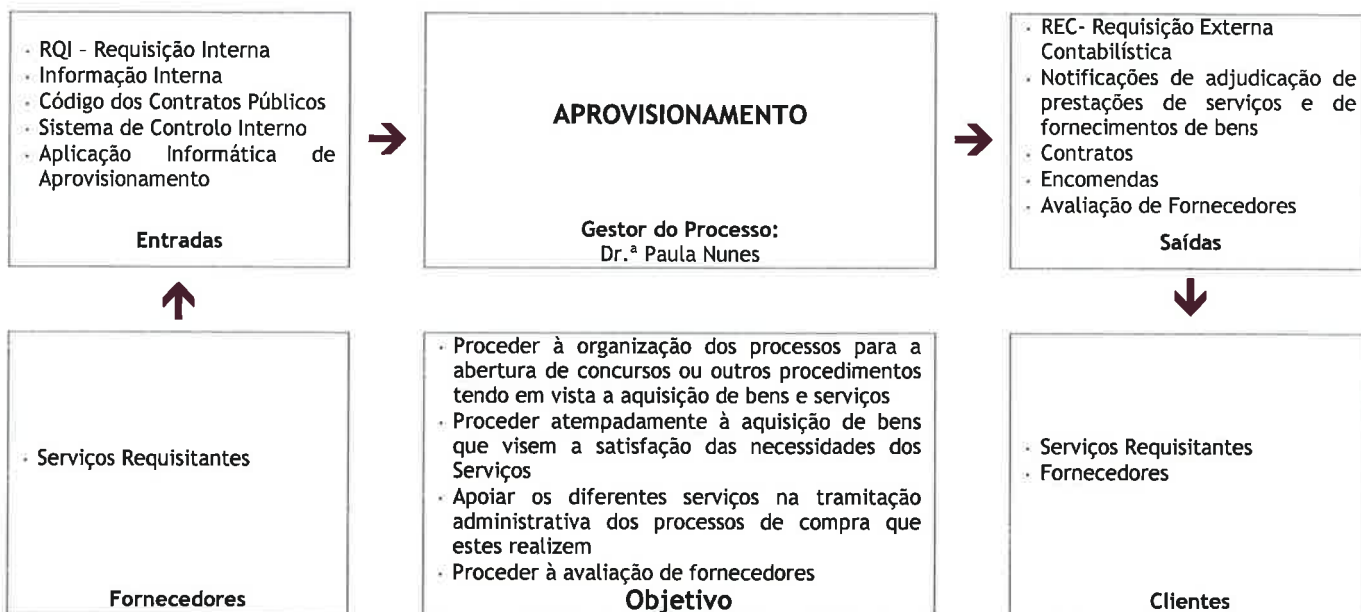 · RQI - Requisição Interna
· Informação Interna
· Código dos Contratos Públicos
· Sistema de Controlo Interno
· Aplicação Informática de
Aprovisionamento
Entradas
APROVISIONAMENTO
Gestor do Processo:
Dr.ª Paula Nunes
· REC- Requisição Externa
Contabilística
· Notificações de adjudicação de
prestações de serviços e de
fornecimentos de bens
· Contratos
· Encomendas
· Avaliação de Fornecedores
Saídas
· Serviços Requisitantes
Fornecedores
· Proceder à organização dos processos para a
abertura de concursos ou outros procedimentos
tendo em vista a aquisição de bens e serviços
· Proceder atempadamente à aquisição de bens
que visem a satisfação das necessidades dos
Serviços
· Apoiar os diferentes serviços na tramitação
administrativa dos processos de compra que
estes realizem
· Proceder à avaliação de fornecedores
Objetivo
· Serviços Requisitantes
· Fornecedores
Clientes